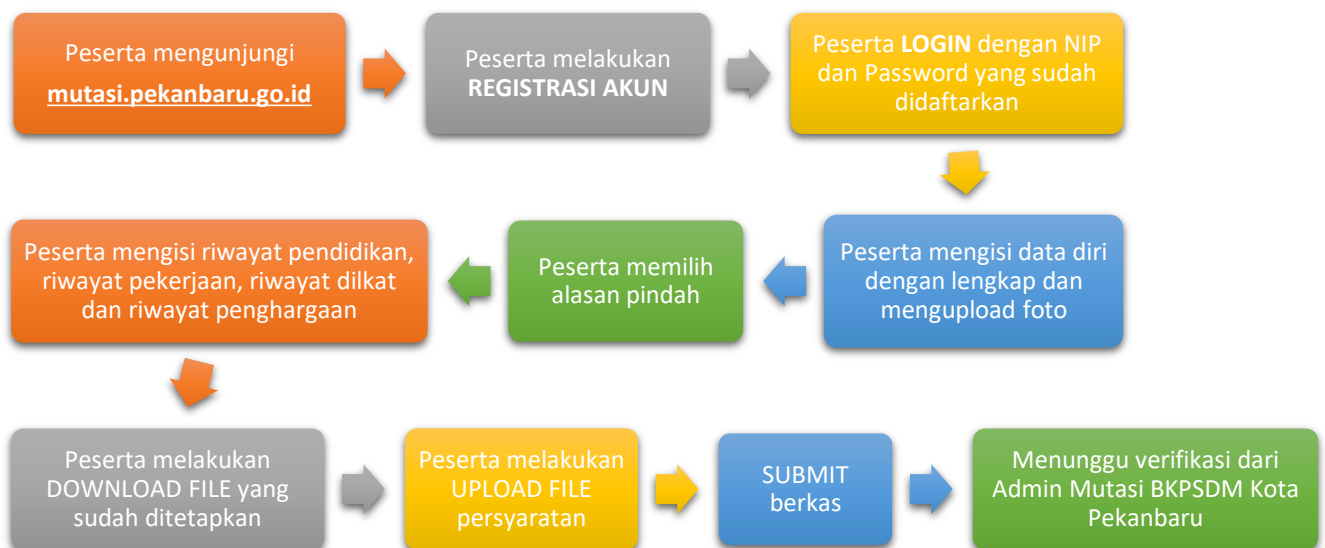 Peserta mengunjungi
mutasi.pekanbaru.go.id
Peserta melakukan
REGISTRASI AKUN
Peserta LOGIN dengan NIP
dan Password yang sudah
didaftarkan
Peserta mengisi data diri
dengan lengkap dan
mengupload foto
Peserta memilih
alasan pindah
Peserta mengisi riwayat pendidikan,
riwayat pekerjaan, riwayat dilkat
dan riwayat penghargaan
Peserta melakukan
DOWNLOAD FILE yang
sudah ditetapkan
Peserta melakukan
UPLOAD FILE
persyaratan
SUBMIT
berkas
Menunggu verifikasi dari
Admin Mutasi BKPSDM Kota
Pekanbaru